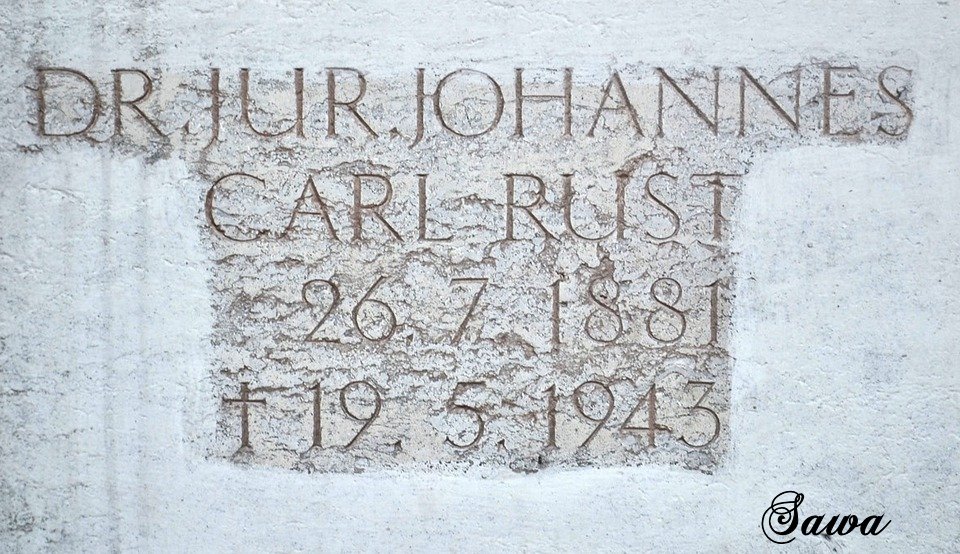 DR. JUR. JOHANNES
CARL RUST
26. 7. 1881
† 19. 5. 1943
Sawa